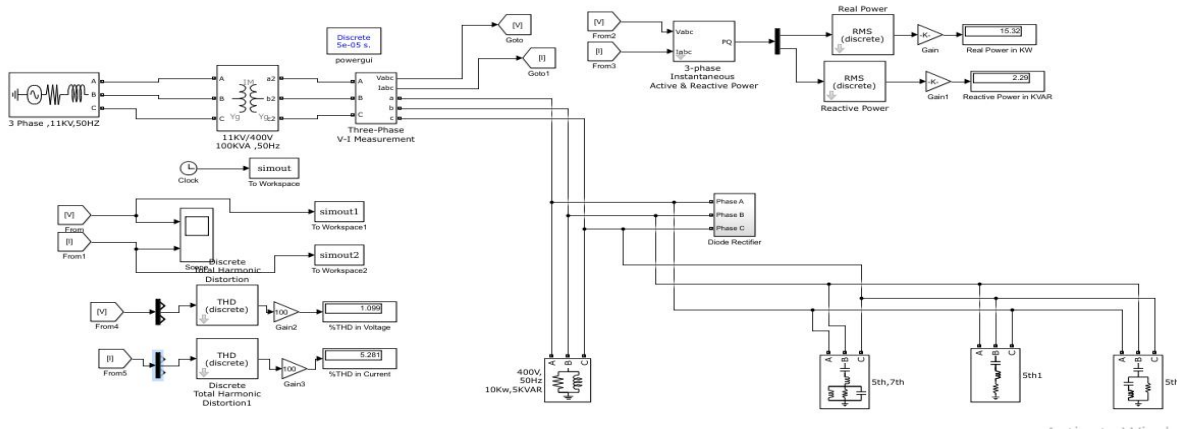 [V]
Goto
[I]
Goto1
Discrete
5e-05 s.
powergui
A
B
C
3 Phase ,11KV,50HZ
A
B
C
1M
Yg
Yg
a2
b2
c2
11KV/400V
100KVA ,50Hz
A
B
C
Vabc
Iabc
a
b
c
Three-Phase
V-I Measurement
[V]
From2
[I]
From3
Vabc
Iabc
PQ
3-phase
Instantaneous
Active & Reactive Power
Real Power
RMS
(discrete)
-K-
Gain
15.32
Real Power in KW
RMS
(discrete)
Reactive Power
-K-
Gain1
2.29
Reactive Power in KVAR
Clock
simout
To Workspace
[V]
From
[I]
From1
simout1
To Workspace1
simout2
To Workspace2
Discrete
Total Harmonic
Distortion
[V]
From4
THD
(discrete)
100
Gain2
1.099
%THD in Voltage
[I]
From5
THD
(discrete)
100
Gain3
5.281
%THD in Current
Discrete
Total Harmonic
Distortion1
Phase A
Phase B
Phase C
Diode Rectifier
A
B
C
400V,
50Hz
10Kw,5KVAR
A
B
C
5th,7th
A
B
C
5th1
A
B
C